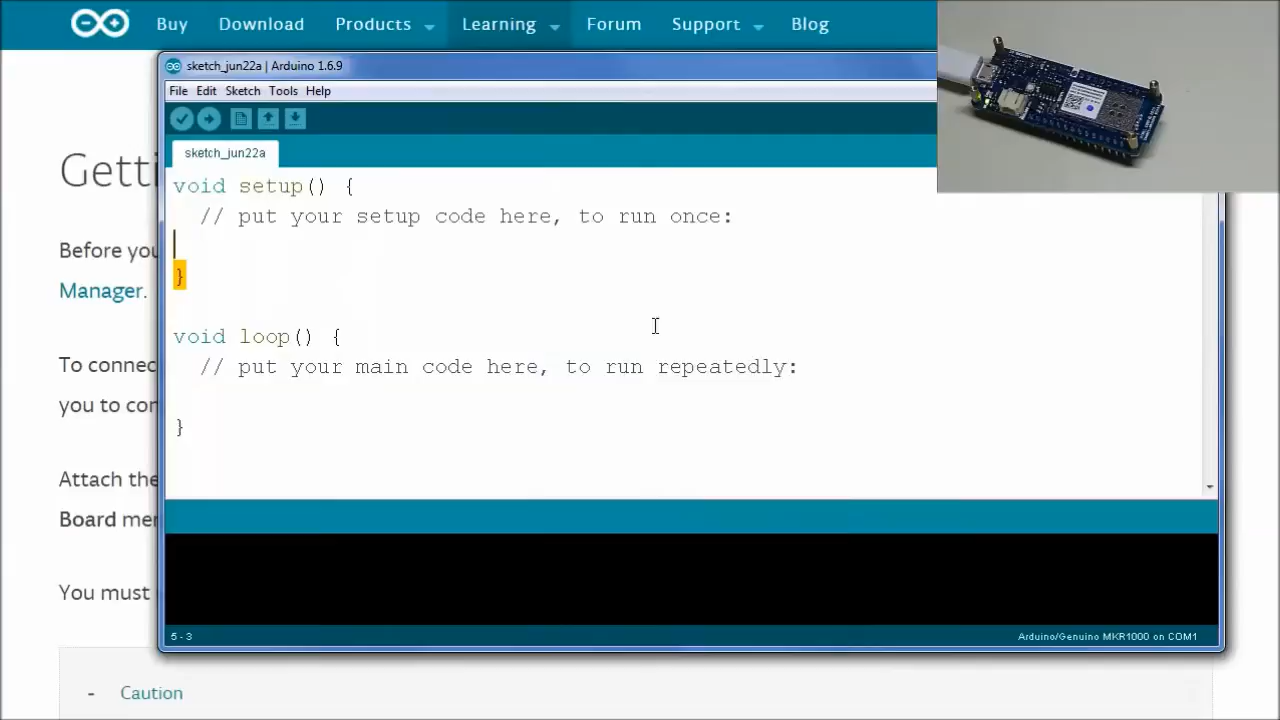 Buy Download Products Learning Forum Support Blog
sketch_jun22a | Arduino 1.6.9
File Edit Sketch Tools Help
sketch_jun22a
void setup() {
// put your setup code here, to run once:
}
void loop() {
// put your main code here, to run repeatedly:
}
5 - 3
Arduino/Genuino MKR1000 on COM1
Getti
Before you
Manager.
To connec
you to con
Attach the
Board men
You must
- Caution